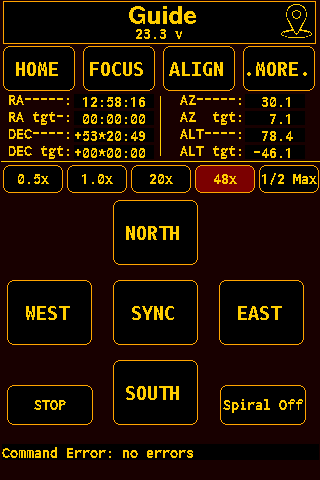 Guide
23.3 v
HOME FOCUS ALIGN .MORE.
RA-----: 12:58:16 AZ-----: 30.1
RA tgt-: 00:00:00 AZ tgt: 7.1
DEC----:+53*20:49 ALT----: 78.4
DEC tgt:+00*00:00 ALT tgt: -46.1
0.5x 1.0x 20x 48x 1/2 Max
NORTH
WEST SYNC EAST
SOUTH
STOP Spiral Off
Command Error: no errors